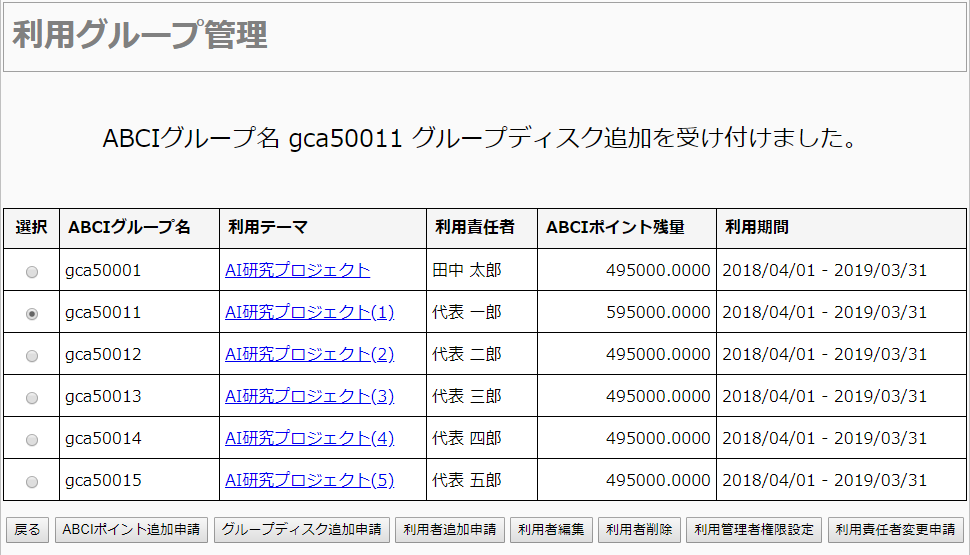 利用グループ管理
ABCIグループ名 gca50011 グループディスク追加を受け付けました。
選択 ABCIグループ名 利用テーマ 利用責任者 ABCIポイント残量 利用期間
gca50001 AI研究プロジェクト 田中 太郎 495000.0000 2018/04/01 - 2019/03/31
gca50011 AI研究プロジェクト(1) 代表 一郎 595000.0000 2018/04/01 - 2019/03/31
gca50012 AI研究プロジェクト(2) 代表 二郎 495000.0000 2018/04/01 - 2019/03/31
gca50013 AI研究プロジェクト(3) 代表 三郎 495000.0000 2018/04/01 - 2019/03/31
gca50014 AI研究プロジェクト(4) 代表 四郎 495000.0000 2018/04/01 - 2019/03/31
gca50015 AI研究プロジェクト(5) 代表 五郎 495000.0000 2018/04/01 - 2019/03/31
戻る ABCIポイント追加申請 グループディスク追加申請 利用者追加申請 利用者編集 利用者削除 利用管理者権限設定 利用責任者変更申請